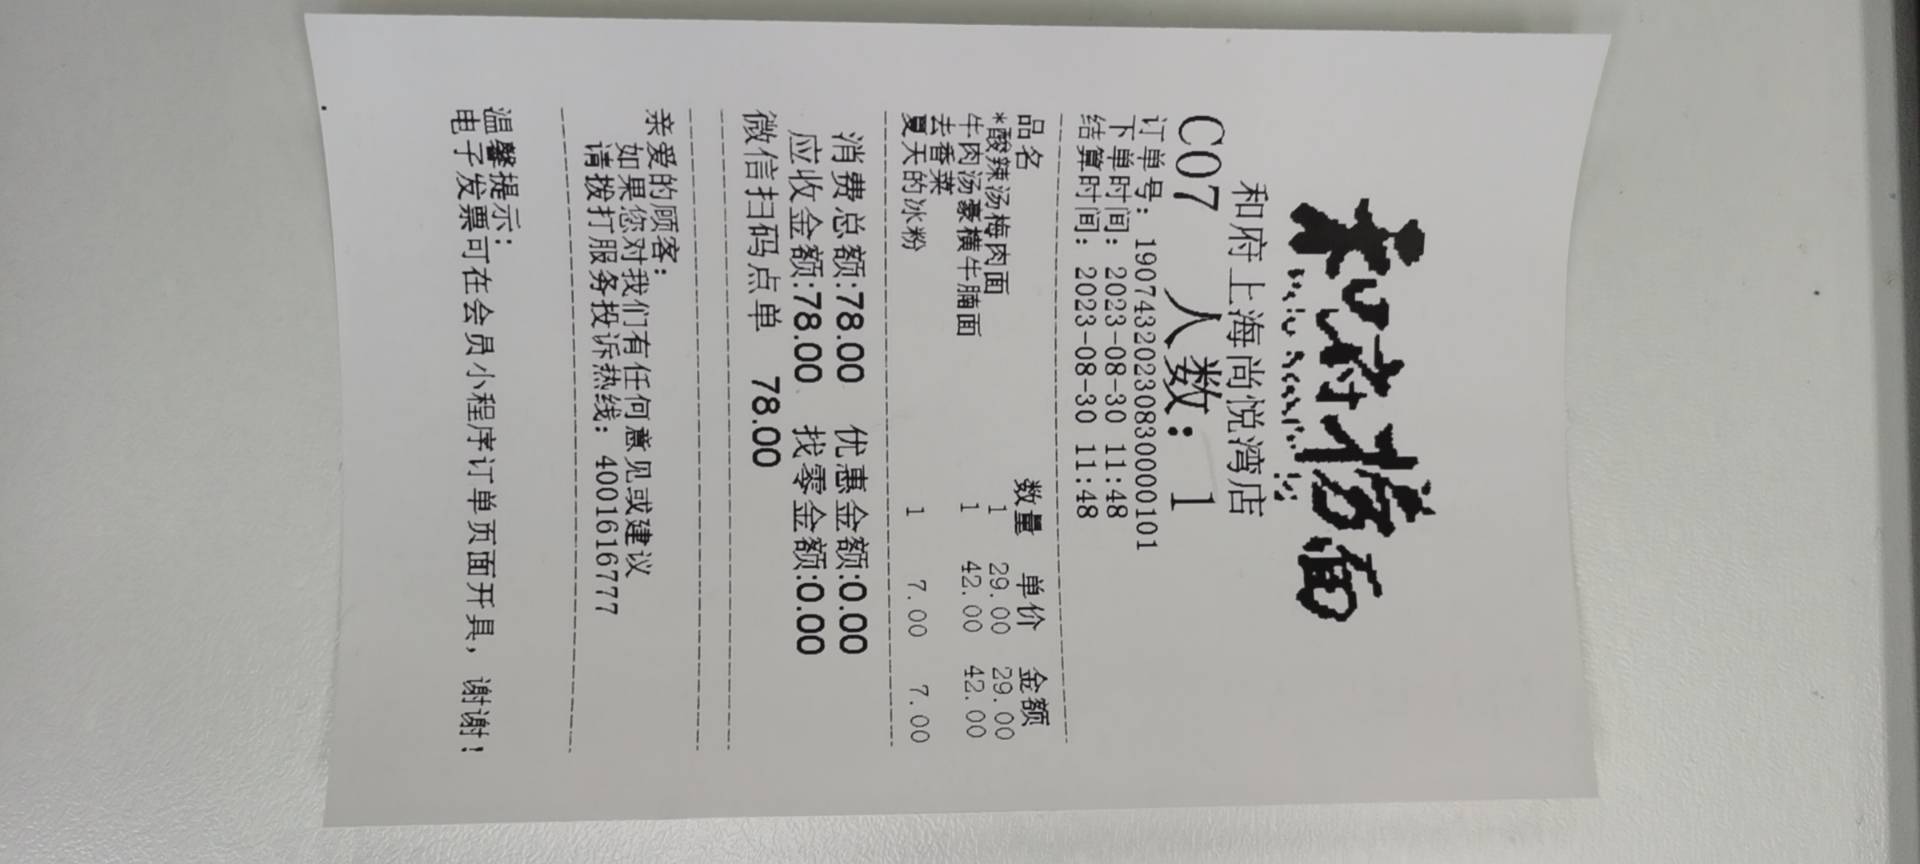 和府捞面
和府上海尚悦湾店
C07 人数: 1
订单号: 19074320230830000101
下单时间: 2023-08-30 11:48
结算时间: 2023-08-30 11:48
品名 数量 单价 金额
*酸辣汤梅肉面 1 29.00 29.00
牛肉汤豪横牛腩面 1 42.00 42.00
去香菜
夏天的冰粉 1 7.00 7.00
消费总额:78.00 优惠金额:0.00
应收金额:78.00 找零金额:0.00
微信扫码点单 78.00
亲爱的顾客:
如果您对我们有任何意见或建议
请拨打服务投诉热线: 4001616777
温馨提示:
电子发票可在会员小程序订单页面开具, 谢谢!